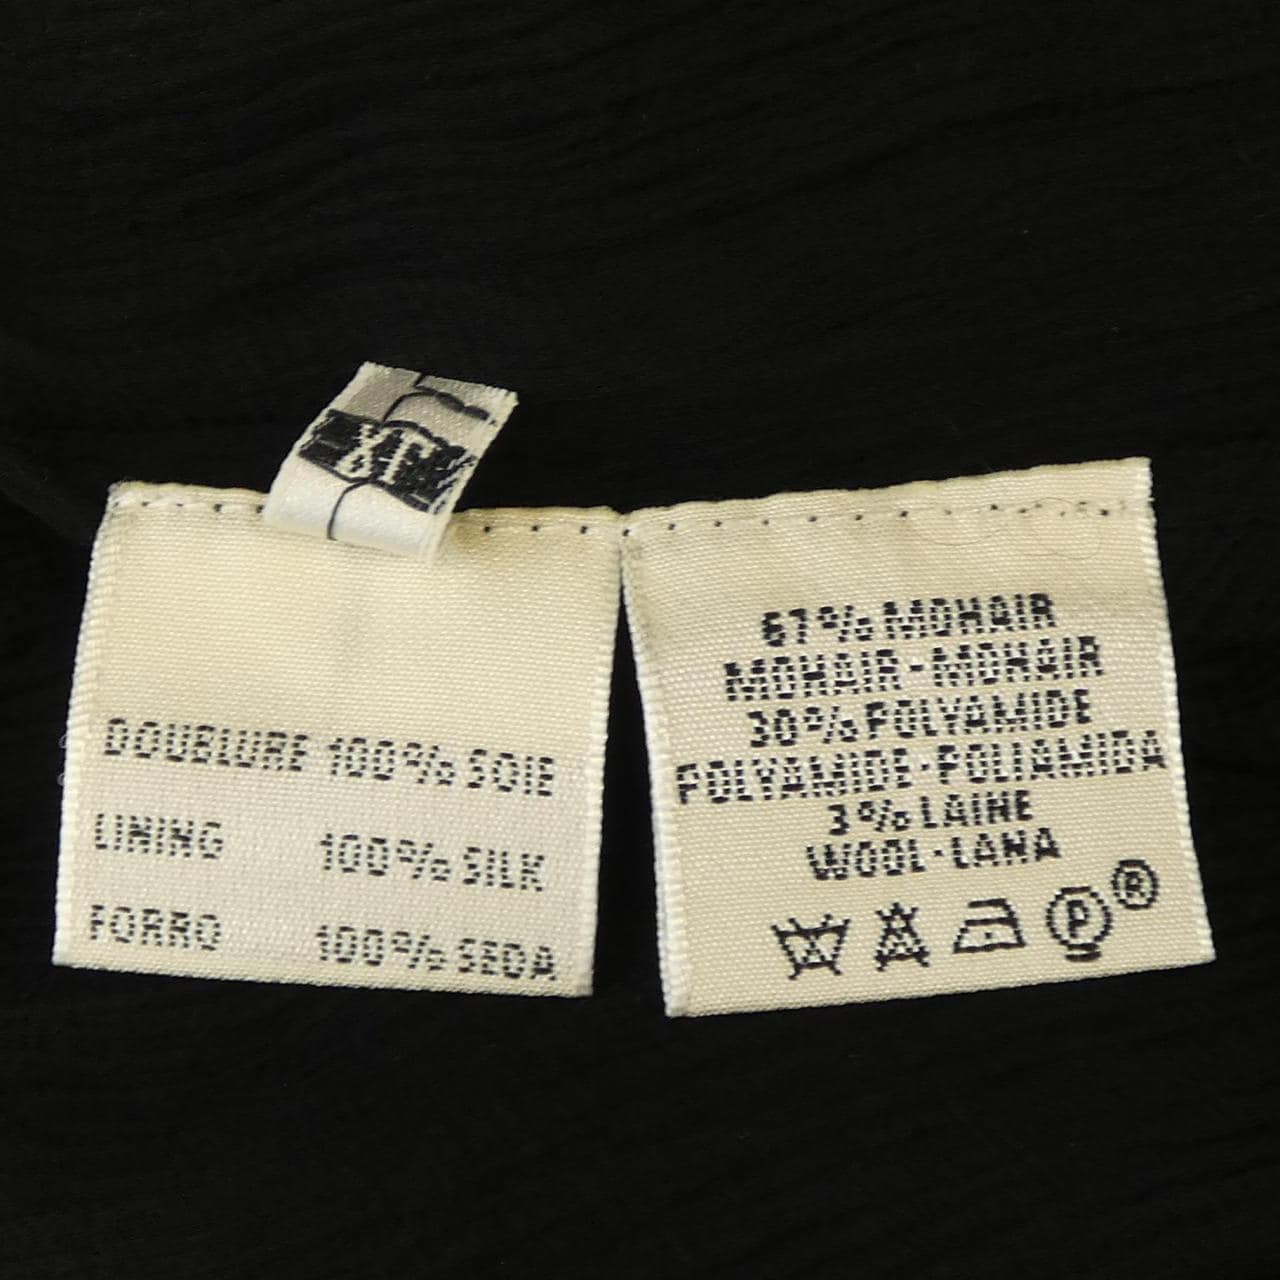 DOUBLURE 100% SOIE
LINING 100% SILK
FORRO 100% SEDA
67% MOHAIR
MOHAIR-MOHAIR
30% POLYAMIDE
POLYAMIDE-POLIAMIDA
3% LAINE
WOOL-LANA
P ®